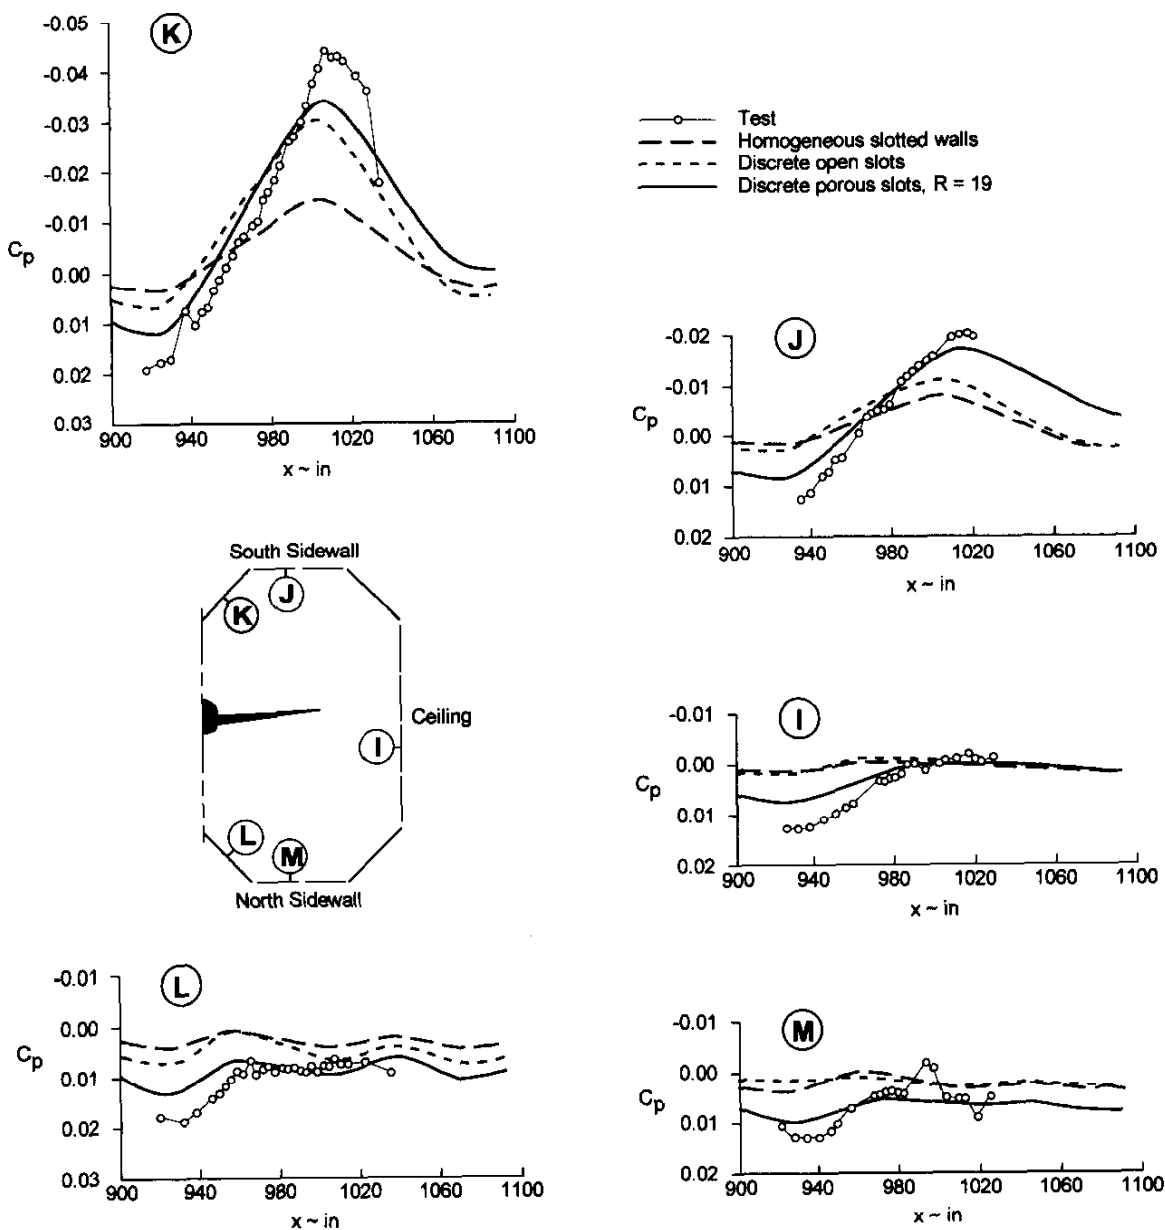 K
-0.05
-0.04
-0.03
-0.02
-0.01
0.00
0.01
0.02
0.03
Cp
900 940 980 1020 1060 1100
x ~ in
Test
Homogeneous slotted walls
Discrete open slots
Discrete porous slots, R = 19
J
-0.02
-0.01
0.00
0.01
0.02
Cp
900 940 980 1020 1060 1100
x ~ in
South Sidewall
J
K
Ceiling
I
L
M
North Sidewall
I
-0.01
0.00
0.01
0.02
Cp
900 940 980 1020 1060 1100
x ~ in
L
-0.01
0.00
0.01
0.02
0.03
Cp
900 940 980 1020 1060 1100
x ~ in
M
-0.01
0.00
0.01
0.02
Cp
900 940 980 1020 1060 1100
x ~ in